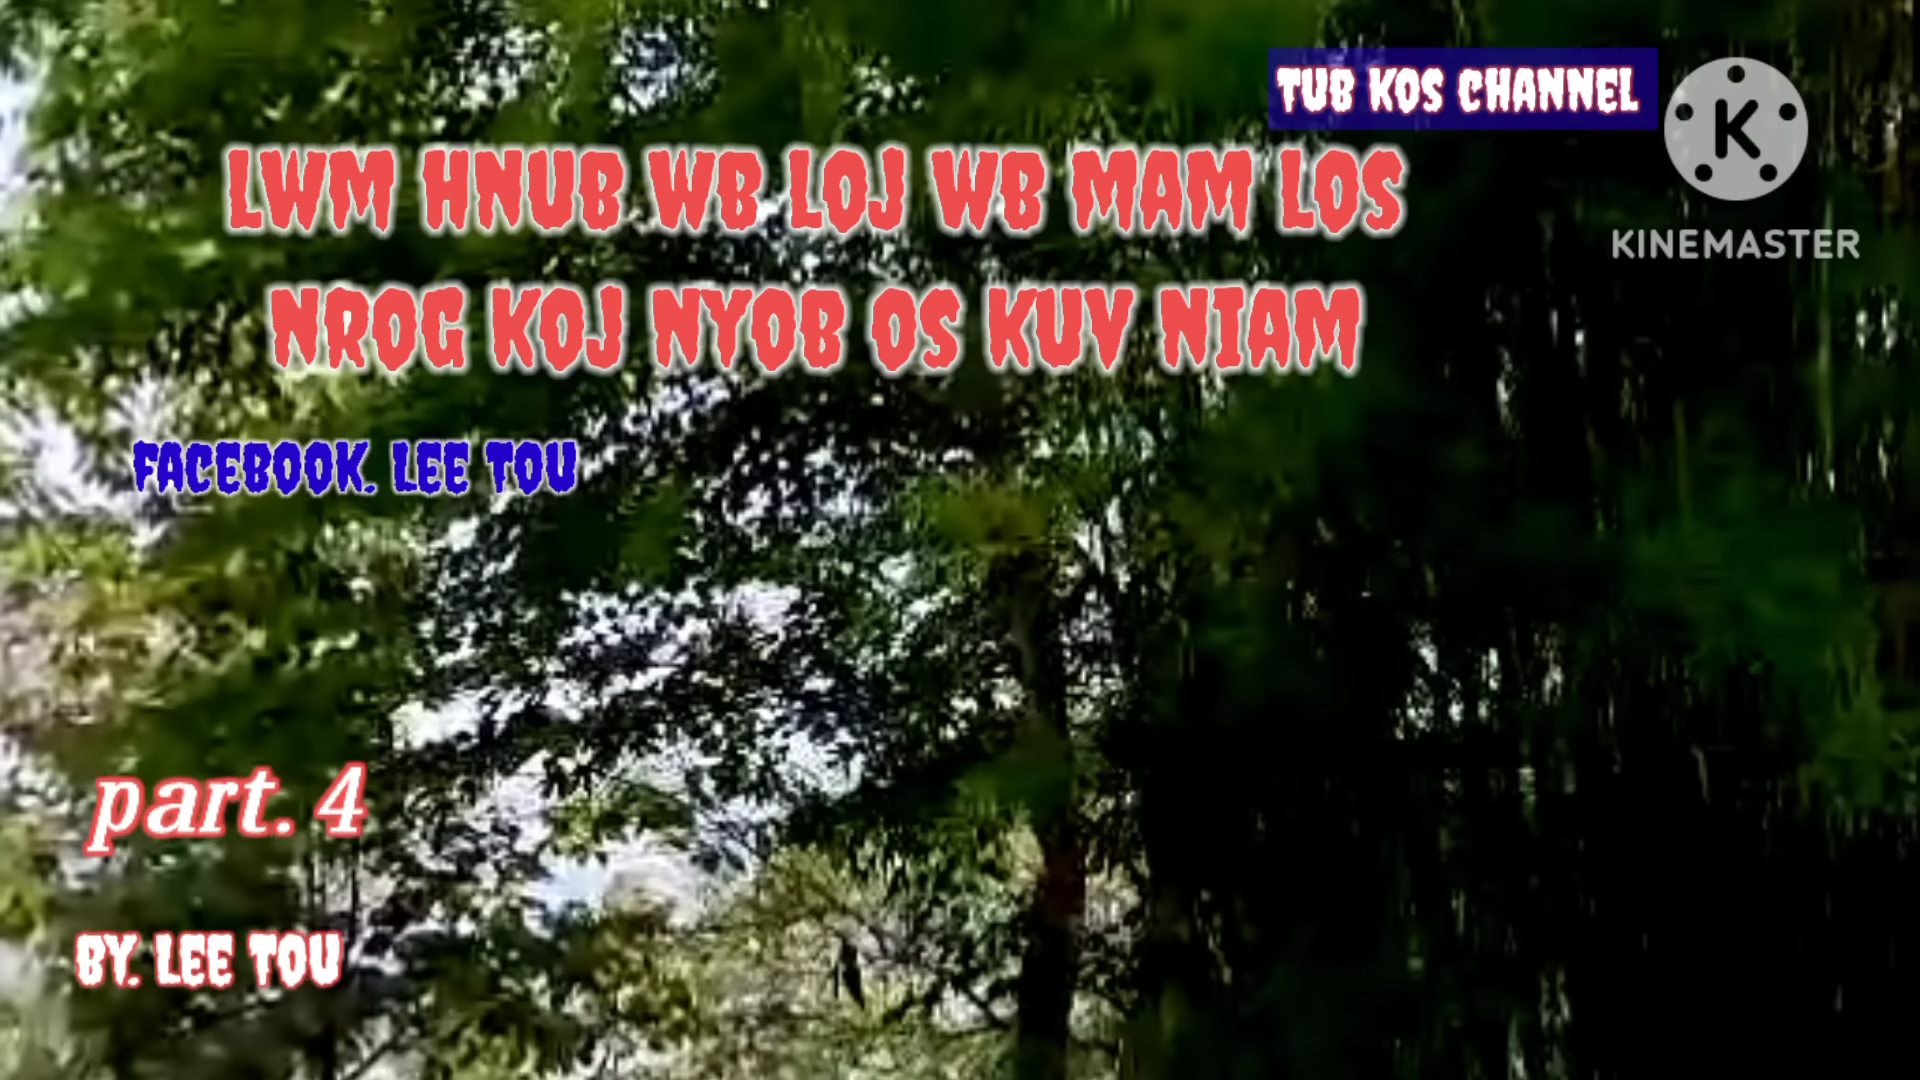 TUB KOS CHANNEL
K
KINEMASTER
LWM HNUB WB LOJ WB MAM LOS
NROG KOJ NYOB OS KUV NIAM
FACEBOOK. LEE TOU
part. 4
BY. LEE TOU